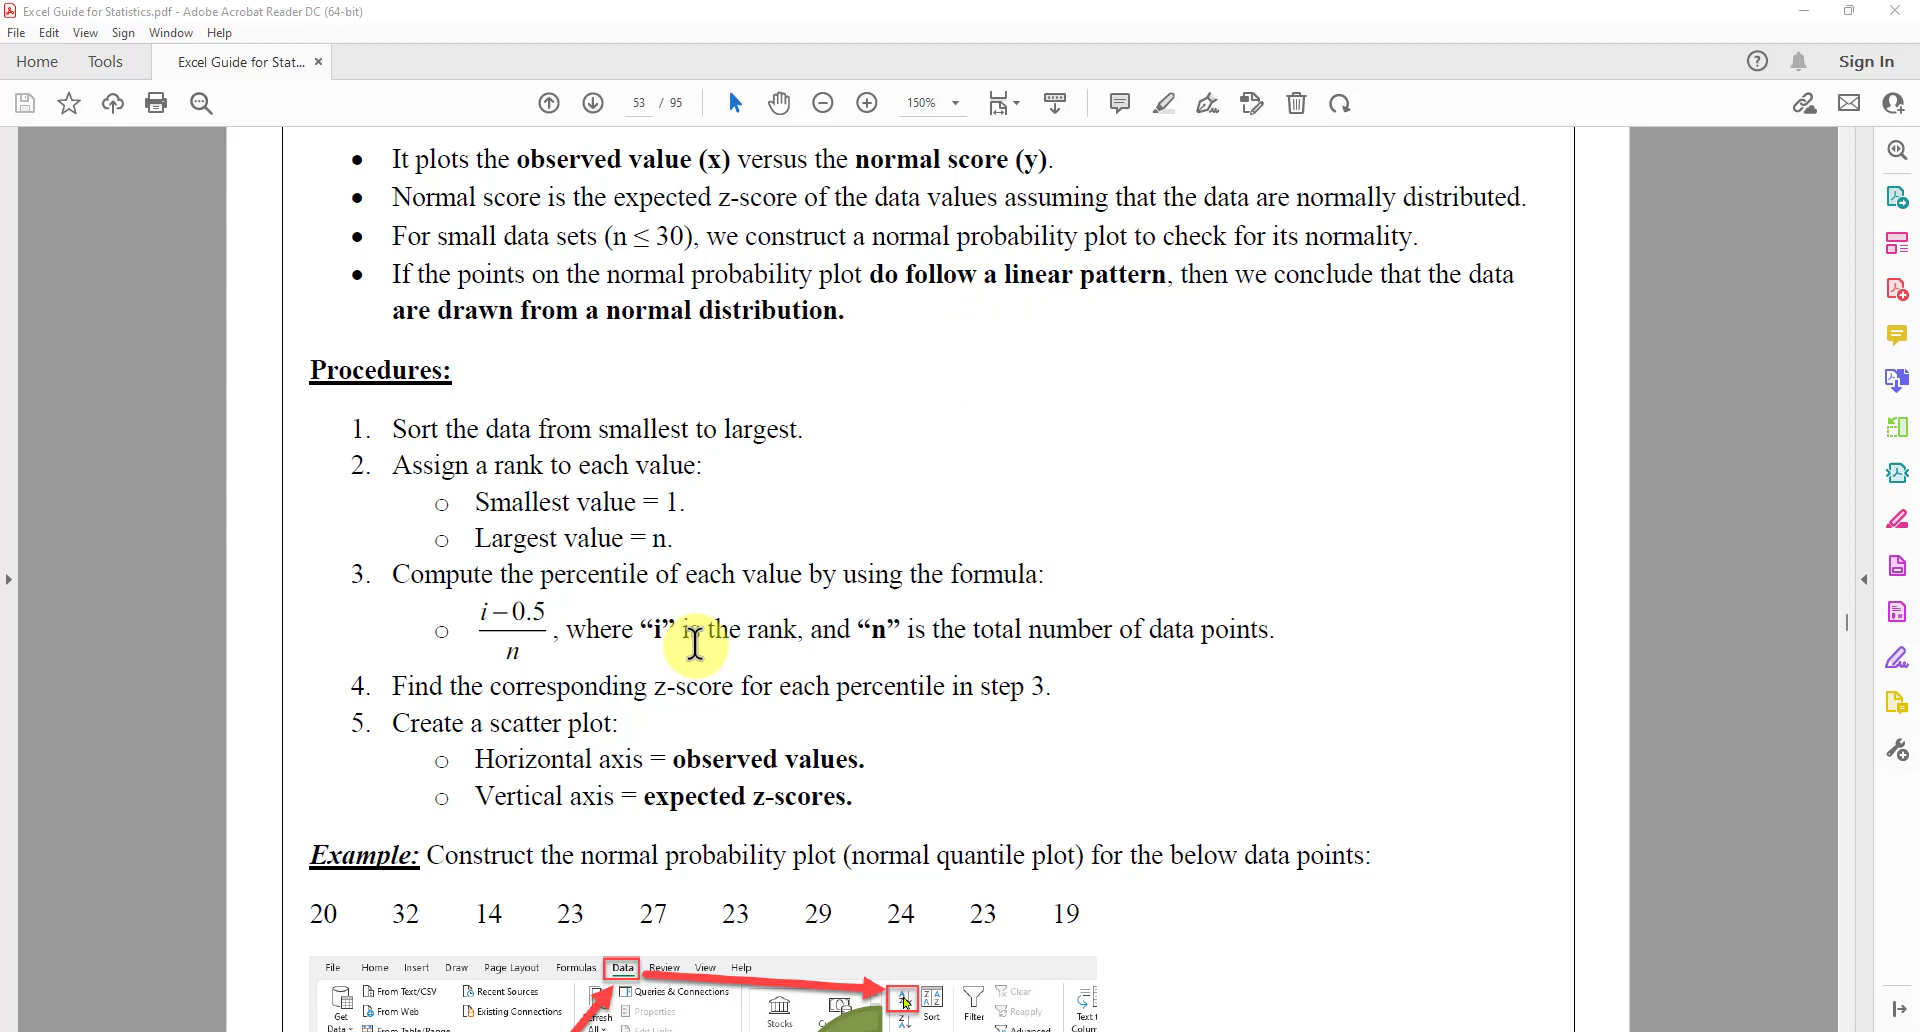 Excel Guide for Statistics.pdf - Adobe Acrobat Reader DC (64-bit)
File Edit View Sign Window Help
Home Tools Excel Guide for Stat... × Sign In
53 / 95 150%
• It plots the observed value (x) versus the normal score (y).
• Normal score is the expected z-score of the data values assuming that the data are normally distributed.
• For small data sets (n ≤ 30), we construct a normal probability plot to check for its normality.
• If the points on the normal probability plot do follow a linear pattern, then we conclude that the data
are drawn from a normal distribution.
Procedures:
1. Sort the data from smallest to largest.
2. Assign a rank to each value:
o Smallest value = 1.
o Largest value = n.
3. Compute the percentile of each value by using the formula:
o i – 0.5 / n , where “i” is the rank, and “n” is the total number of data points.
4. Find the corresponding z-score for each percentile in step 3.
5. Create a scatter plot:
o Horizontal axis = observed values.
o Vertical axis = expected z-scores.
Example: Construct the normal probability plot (normal quantile plot) for the below data points:
20 32 14 23 27 23 29 24 23 19
File Home Insert Draw Page Layout Formulas Data Review View Help
From Text/CSV Recent Sources Queries & Connections Clear
Get From Web Existing Connections Properties Stocks Sort Filter Reapply
Data From Table/Range All Edit Links Advanced